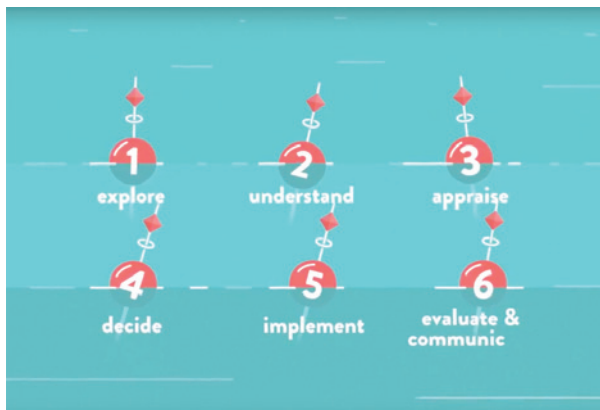 1 2 3
explore understand appraise
4 5 6
decide implement evaluate &
communic